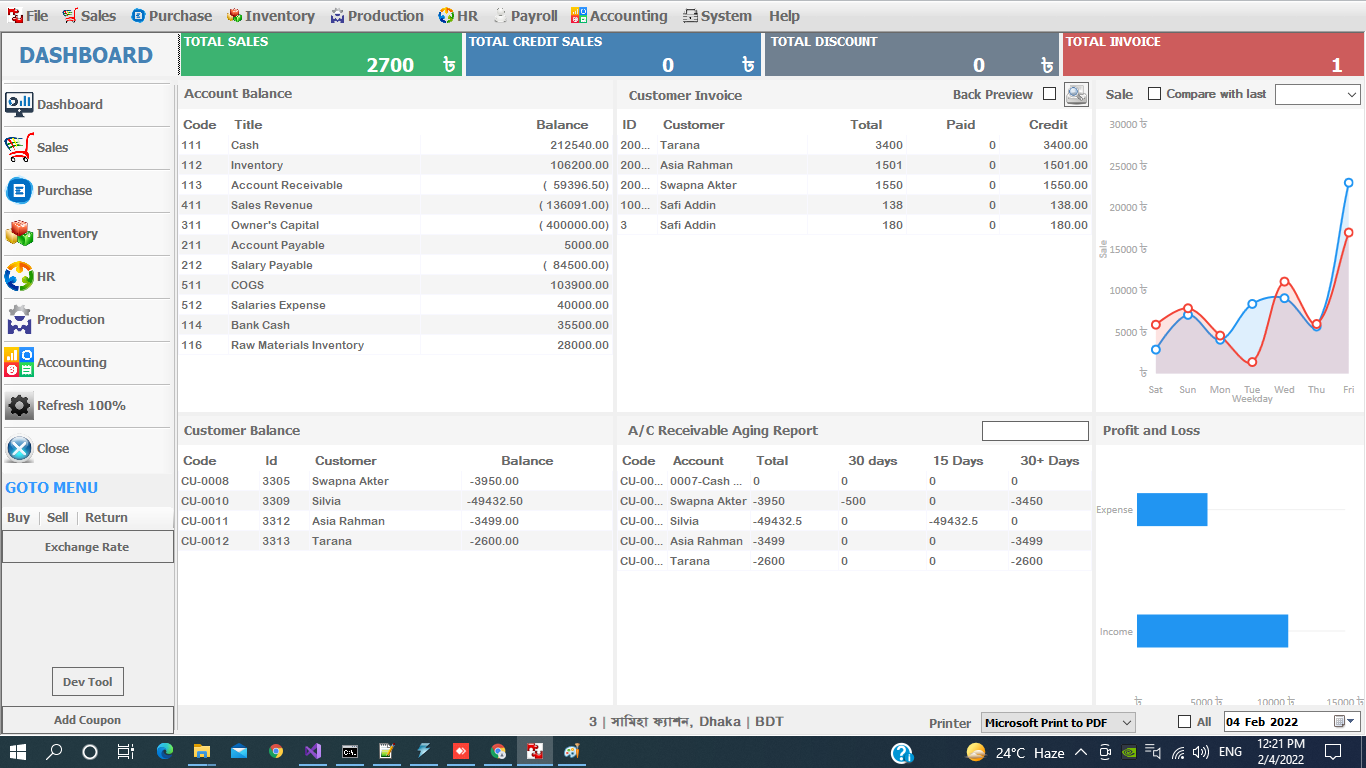 File Sales Purchase Inventory Production HR Payroll Accounting System Help
DASHBOARD
TOTAL SALES
2700 ৳
TOTAL CREDIT SALES
0 ৳
TOTAL DISCOUNT
0 ৳
TOTAL INVOICE
1
Dashboard
Sales
Purchase
Inventory
HR
Production
Accounting
Refresh 100%
Close
GOTO MENU
Buy Sell Return
Exchange Rate
Dev Tool
Add Coupon
Account Balance
Code Title Balance
111 Cash 212540.00
112 Inventory 106200.00
113 Account Receivable ( 59396.50)
411 Sales Revenue ( 136091.00)
311 Owner's Capital ( 400000.00)
211 Account Payable 5000.00
212 Salary Payable ( 84500.00)
511 COGS 103900.00
512 Salaries Expense 40000.00
114 Bank Cash 35500.00
116 Raw Materials Inventory 28000.00
Customer Invoice Back Preview
ID Customer Total Paid Credit
200... Tarana 3400 0 3400.00
200... Asia Rahman 1501 0 1501.00
200... Swapna Akter 1550 0 1550.00
100... Safi Addin 138 0 138.00
3 Safi Addin 180 0 180.00
Sale Compare with last
30000 ৳
25000 ৳
20000 ৳
15000 ৳
10000 ৳
5000 ৳
৳
Sale
Sat Sun Mon Tue Wed Thu Fri
Weekday
Customer Balance
Code Id Customer Balance
CU-0008 3305 Swapna Akter -3950.00
CU-0010 3309 Silvia -49432.50
CU-0011 3312 Asia Rahman -3499.00
CU-0012 3313 Tarana -2600.00
A/C Receivable Aging Report
Code Account Total 30 days 15 Days 30+ Days
CU-00... 0007-Cash ... 0 0 0 0
CU-00... Swapna Akter -3950 -500 0 -3450
CU-00... Silvia -49432.5 0 -49432.5 0
CU-00... Asia Rahman -3499 0 0 -3499
CU-00... Tarana -2600 0 0 -2600
Profit and Loss
Expense
Income
৳ 5000 ৳ 10000 ৳ 15000 ৳
3 | সামিহা ফ্যাশন, Dhaka | BDT
Printer Microsoft Print to PDF All 04 Feb 2022
24°C Haze ENG
12:21 PM
2/4/2022